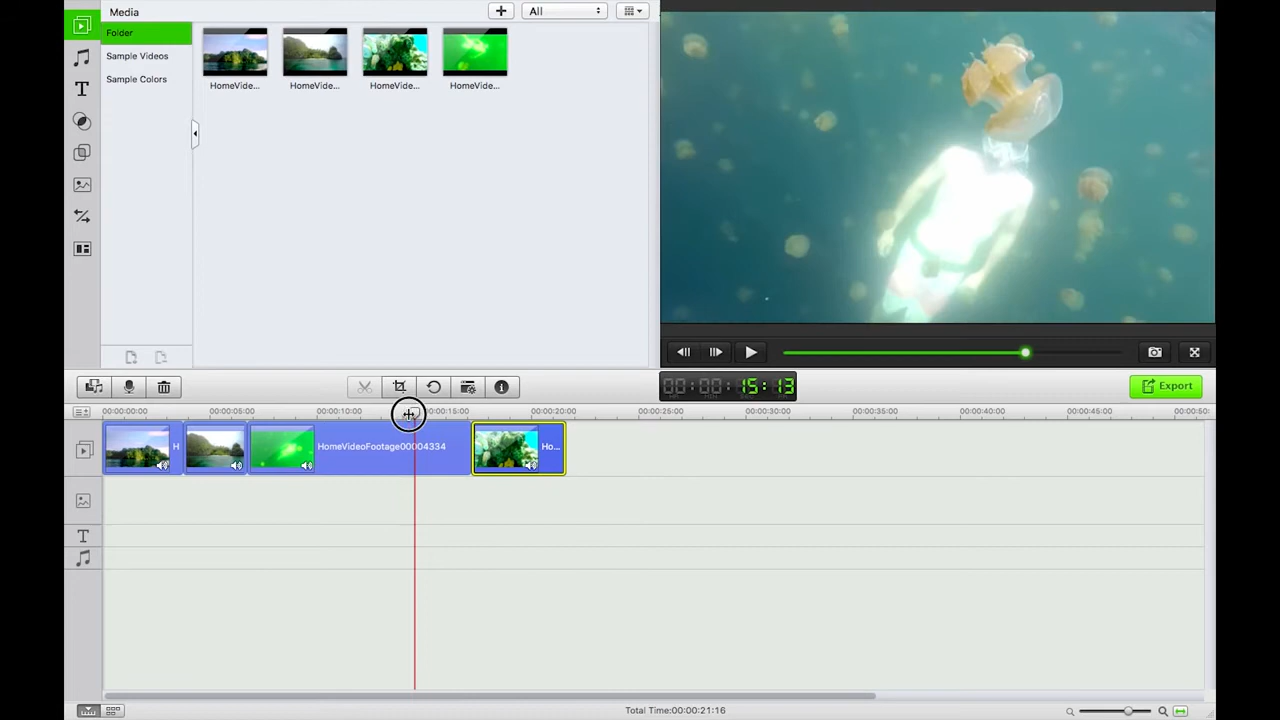 Media
All
Folder
Sample Videos
Sample Colors
HomeVide...
HomeVide...
HomeVide...
HomeVide...
00:00:15:13
Export
00:00:00:00
00:00:05:00
00:00:10:00
00:15:00
00:00:20:00
00:00:25:00
00:00:30:00
00:00:35:00
00:00:40:00
00:00:45:00
00:00:50:
H
HomeVideoFootage00004334
Ho...
T
Total Time:00:00:21:16